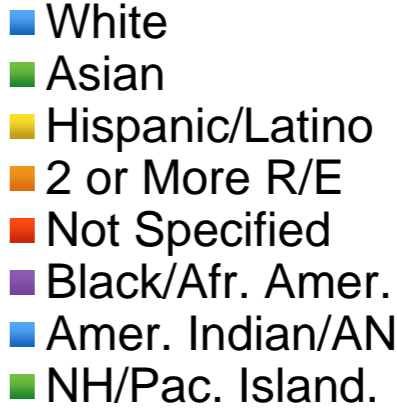 White
Asian
Hispanic/Latino
2 or More R/E
Not Specified
Black/Afr. Amer.
Amer. Indian/AN
NH/Pac. Island.